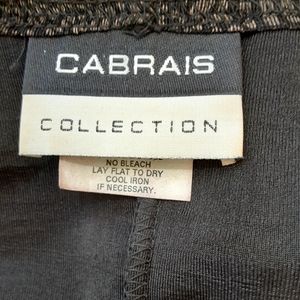 CABRAIS
COLLECTION
NO BLEACH
LAY FLAT TO DRY
COOL IRON
IF NECESSARY.